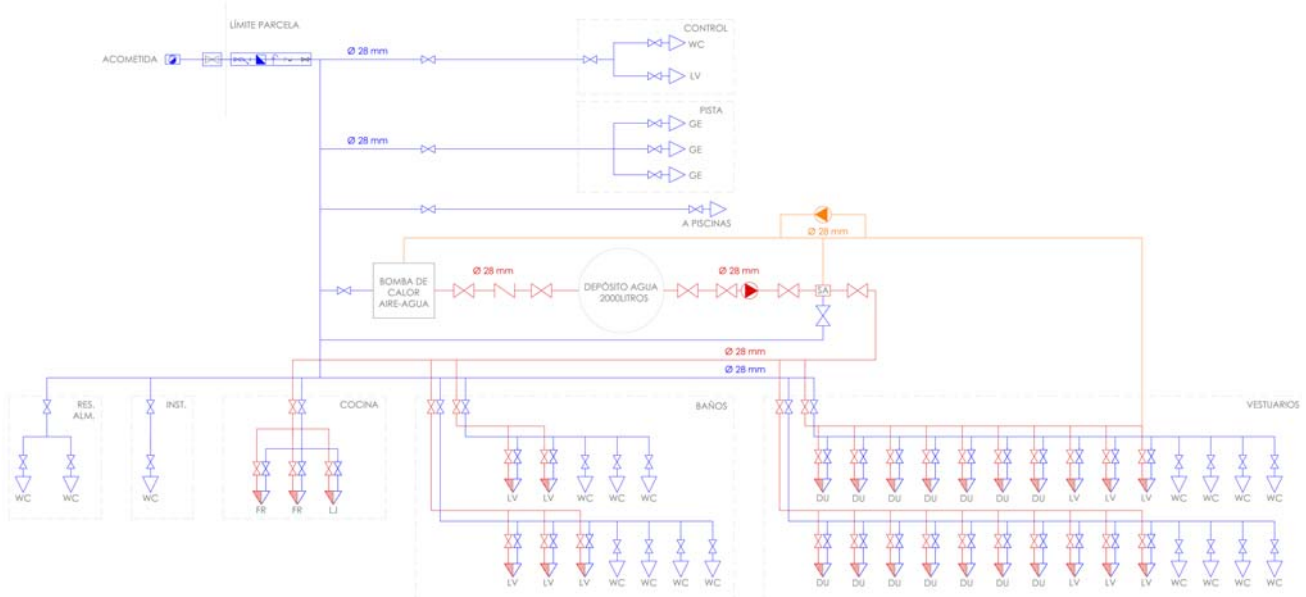 LÍMITE PARCELA
ACOMETIDA
Ø 28 mm
CONTROL
WC
LV
PISTA
Ø 28 mm
GE
GE
GE
A PISCINAS
Ø 28 mm
BOMBA DE
CALOR
AIRE-AGUA
Ø 28 mm
DEPÓSITO AGUA
2000LITROS
Ø 28 mm
SA
Ø 28 mm
Ø 28 mm
RES.
ALM.
INST.
COCINA
BAÑOS
VESTUARIOS
WC WC
WC
FR FR LJ
LV LV WC WC WC
DU DU DU DU DU DU DU LV LV LV WC WC WC WC
LV LV LV WC WC WC WC
DU DU DU DU DU DU DU LV LV LV WC WC WC WC